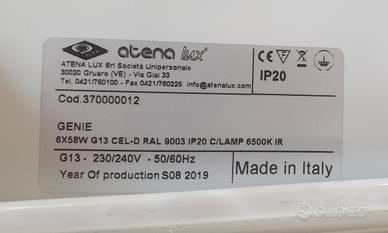 atena lux
ATENA LUX Srl Società Unipersonale
30020 Gruaro (VE) - Via Giai 33
Tel. 0421/760100 - Fax 0421/760225 info@atenalux.com
CE F
IP20
Cod.370000012
GENIE
6X58W G13 CEL-D RAL 9003 IP20 C/LAMP 6500K IR
G13 - 230/240V - 50/60Hz
Year Of production S08 2019
Made in Italy
subito